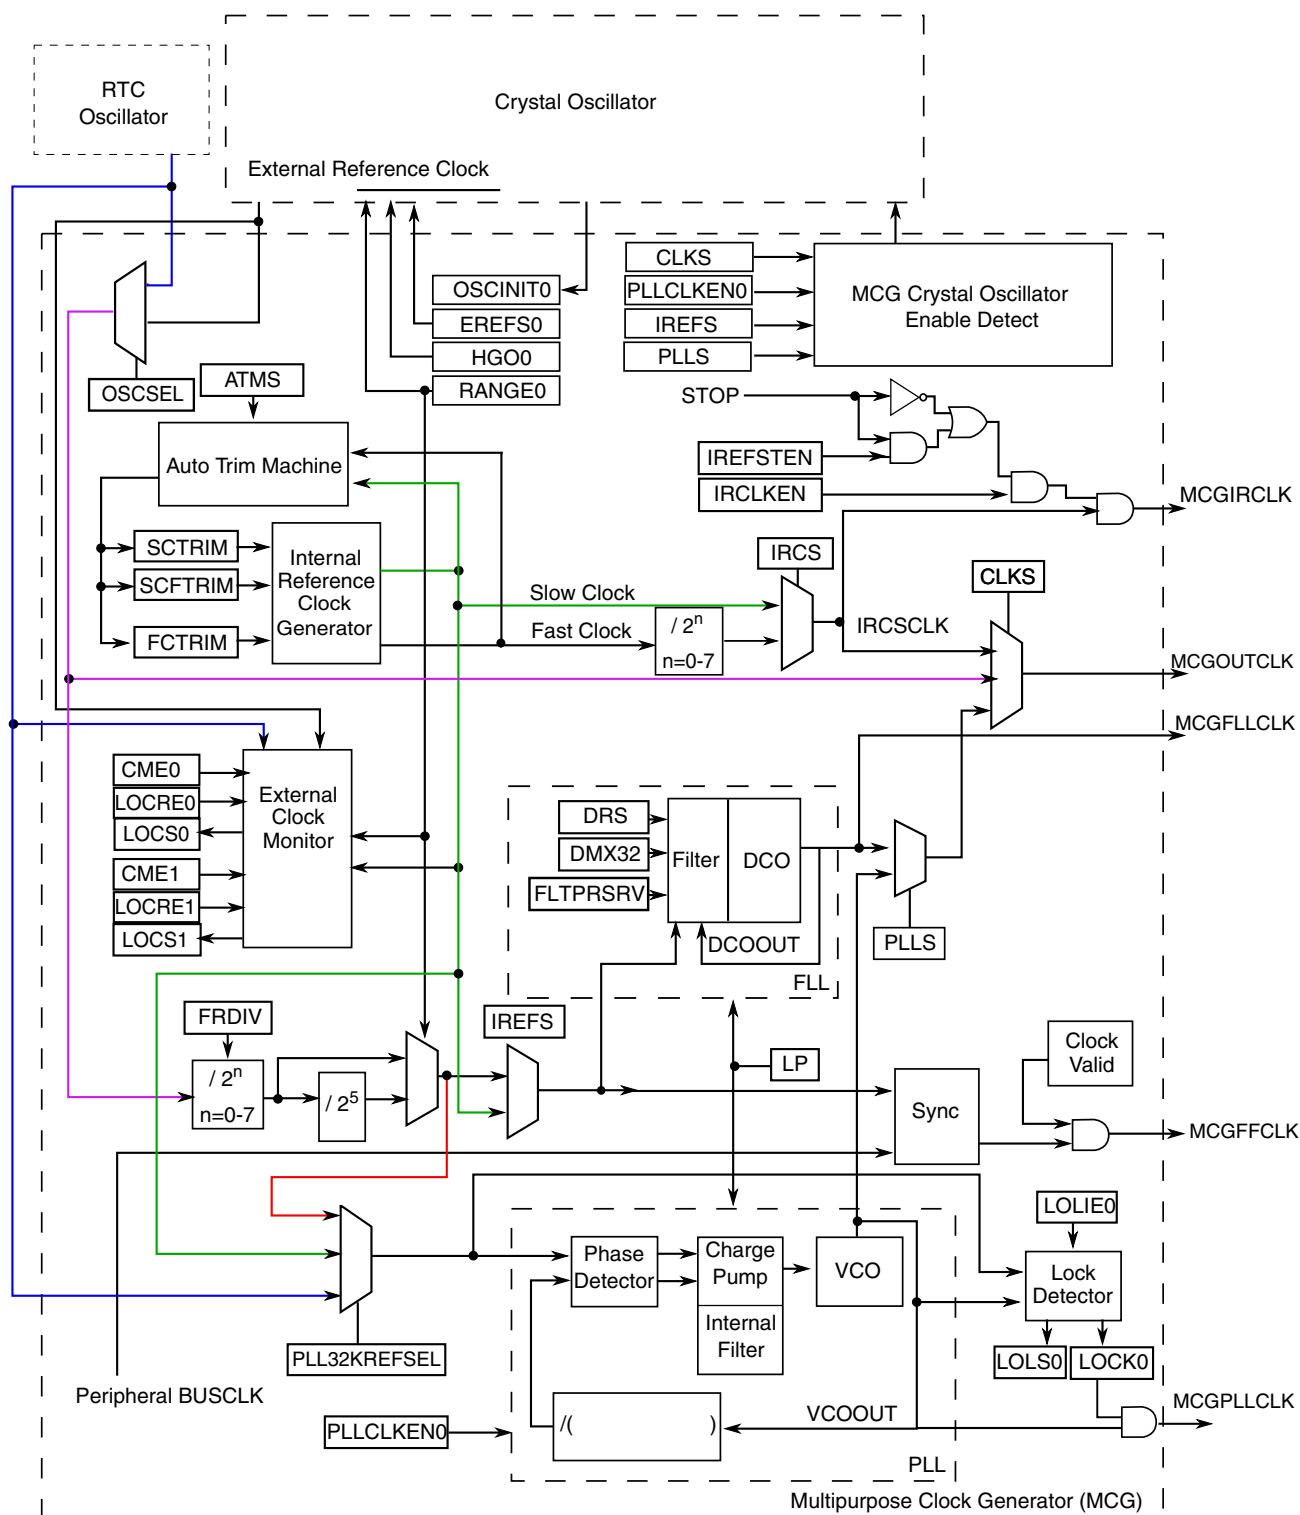 RTC
Oscillator
Crystal Oscillator
External Reference Clock
CLKS
PLLCLKEN0
IREFS
PLLS
MCG Crystal Oscillator
Enable Detect
OSCINIT0
EREFS0
HGO0
RANGE0
OSCSEL
ATMS
STOP
Auto Trim Machine
IREFSTEN
IRCLKEN
MCGIRCLK
SCTRIM
SCFTRIM
FCTRIM
Internal
Reference
Clock
Generator
IRCS
CLKS
Slow Clock
Fast Clock
/ 2n
n=0-7
IRCSCLK
MCGOUTCLK
MCGFLLCLK
CME0
LOCRE0
LOCS0
CME1
LOCRE1
LOCS1
External
Clock
Monitor
DRS
DMX32
FLTPRSRV
Filter
DCO
DCOOUT
FLL
PLLS
FRDIV
IREFS
LP
Clock
Valid
/ 2n
n=0-7
/ 25
Sync
MCGFFCLK
LOLIE0
Phase
Detector
Charge
Pump
Internal
Filter
VCO
Lock
Detector
LOLS0
LOCK0
PLL32KREFSEL
Peripheral BUSCLK
PLLCLKEN0
/(          )
VCOOUT
MCGPLLCLK
PLL
Multipurpose Clock Generator (MCG)